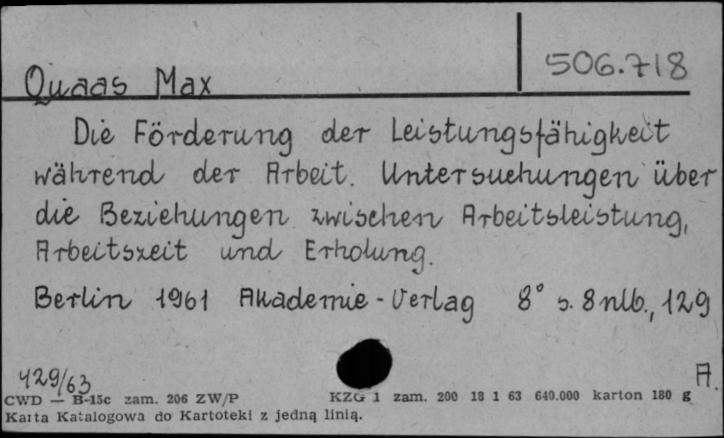 506.718
Quaas Max
Die Förderung der Leistungsfähigkeit
während der Arbeit. Untersuchungen über
die Beziehungen zwischen Arbeitsleistung,
Arbeitszeit und Erholung.
Berlin 1961 Akademie-Verlag 8° s. 8nlb., 129
429/63
A.
CWD — B-15c zam. 206 ZW/P KZG 1 zam. 200 18 1 63 640.000 karton 180 g
Karta Katalogowa do Kartoteki z jedną linią.